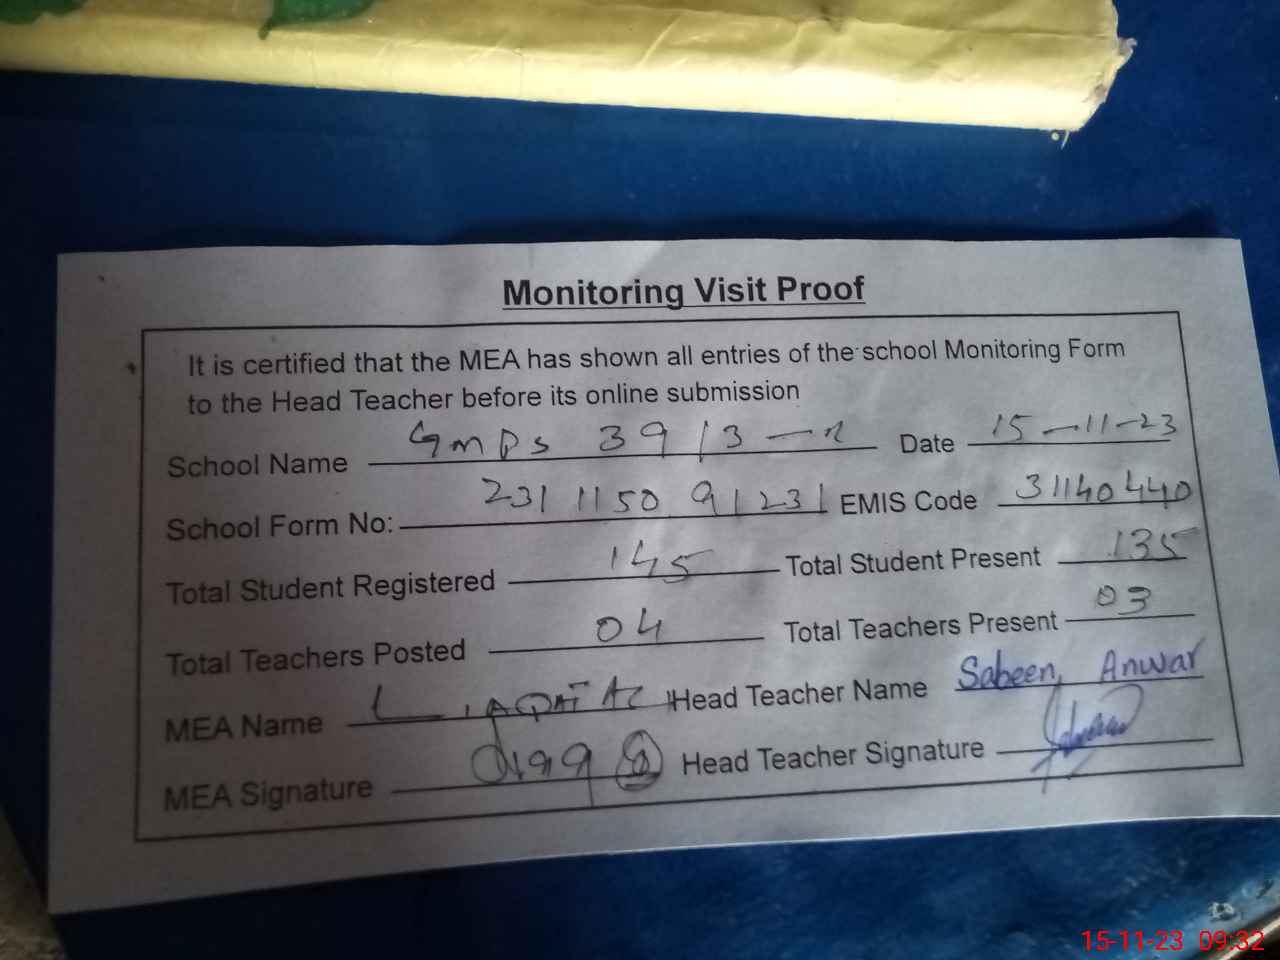 Monitoring Visit Proof
It is certified that the MEA has shown all entries of the school Monitoring Form
to the Head Teacher before its online submission
School Name GMPS 39/3-R Date 15-11-23
School Form No: 231115091231 EMIS Code 31140440
Total Student Registered 145 Total Student Present 135
Total Teachers Posted 04 Total Teachers Present 03
MEA Name LIAQAT Head Teacher Name Sabeen Anwar
MEA Signature Head Teacher Signature
15-11-23 09:32